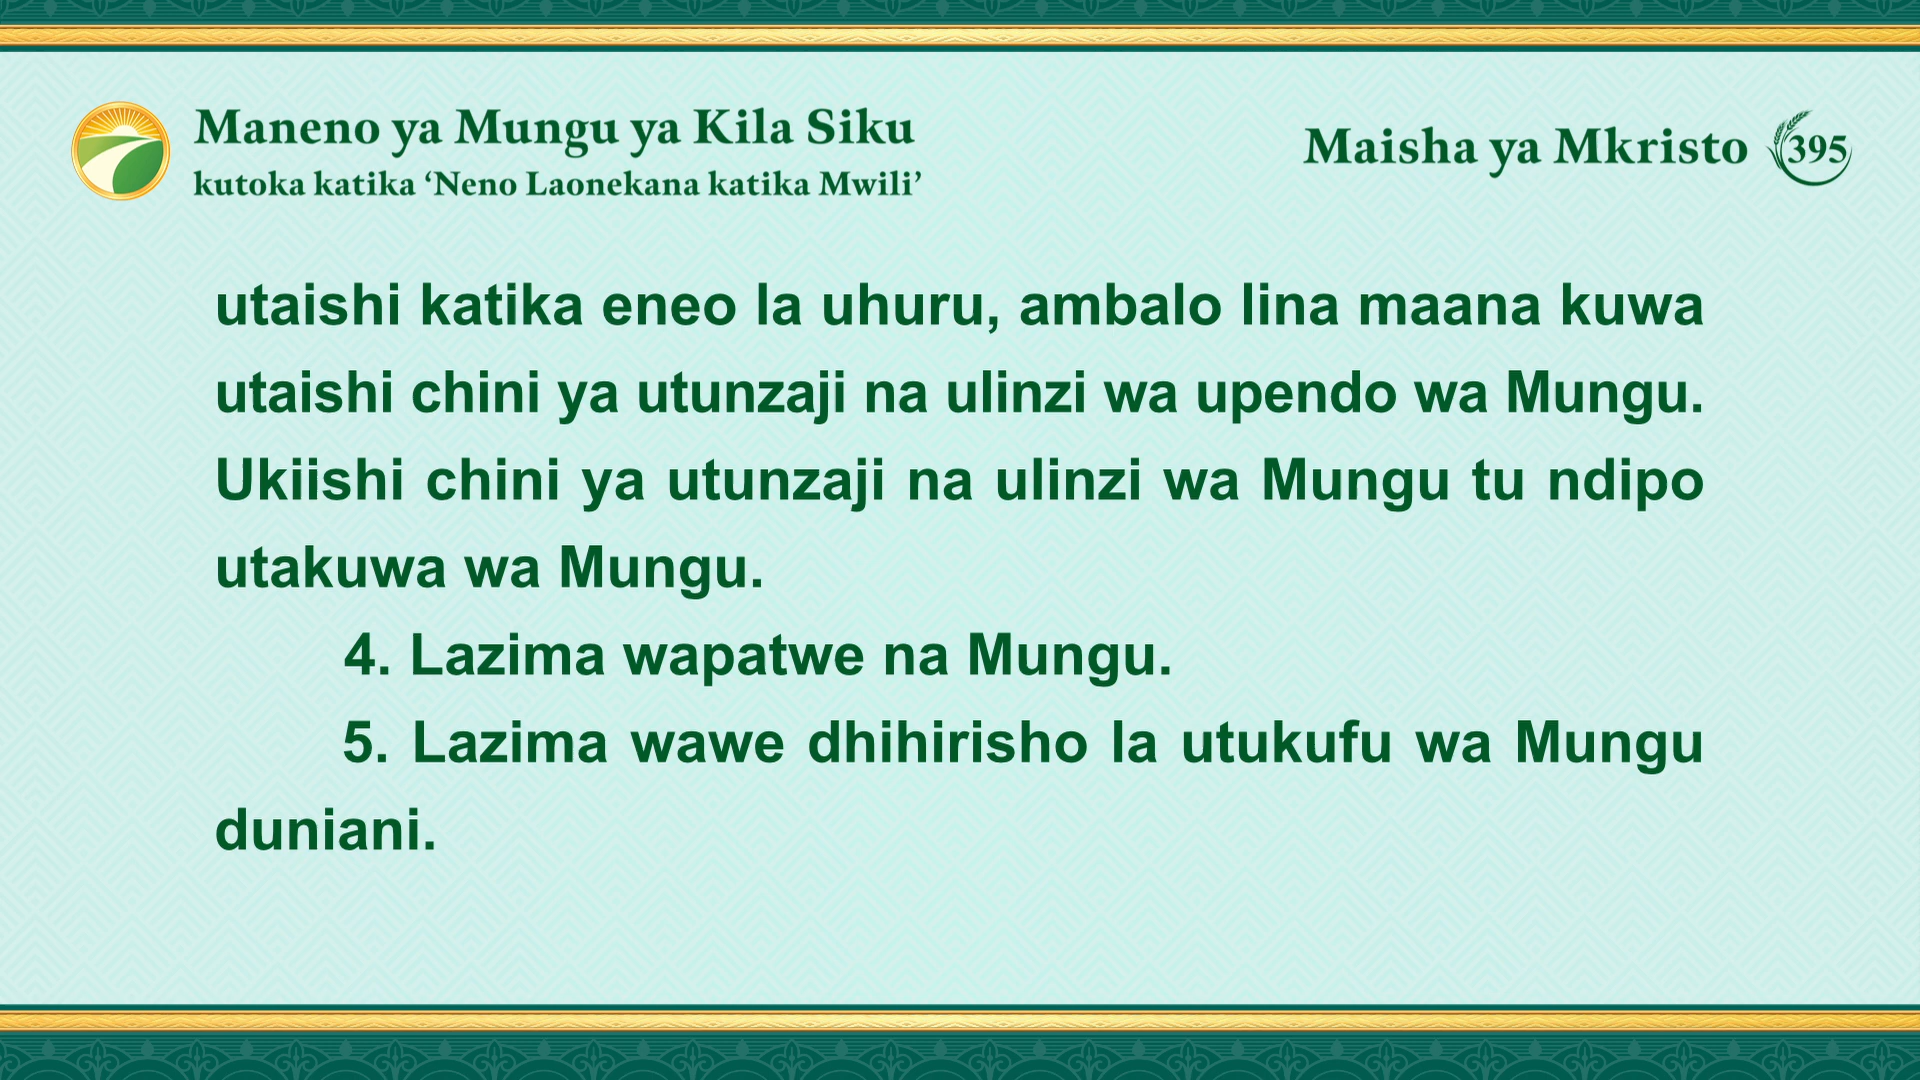 Maneno ya Mungu ya Kila Siku
kutoka katika ‘Neno Laonekana katika Mwili’
Maisha ya Mkristo 395
utaishi katika eneo la uhuru, ambalo lina maana kuwa
utaishi chini ya utunzaji na ulinzi wa upendo wa Mungu.
Ukiishi chini ya utunzaji na ulinzi wa Mungu tu ndipo
utakuwa wa Mungu.
4. Lazima wapatwe na Mungu.
5. Lazima wawe dhihirisho la utukufu wa Mungu
duniani.